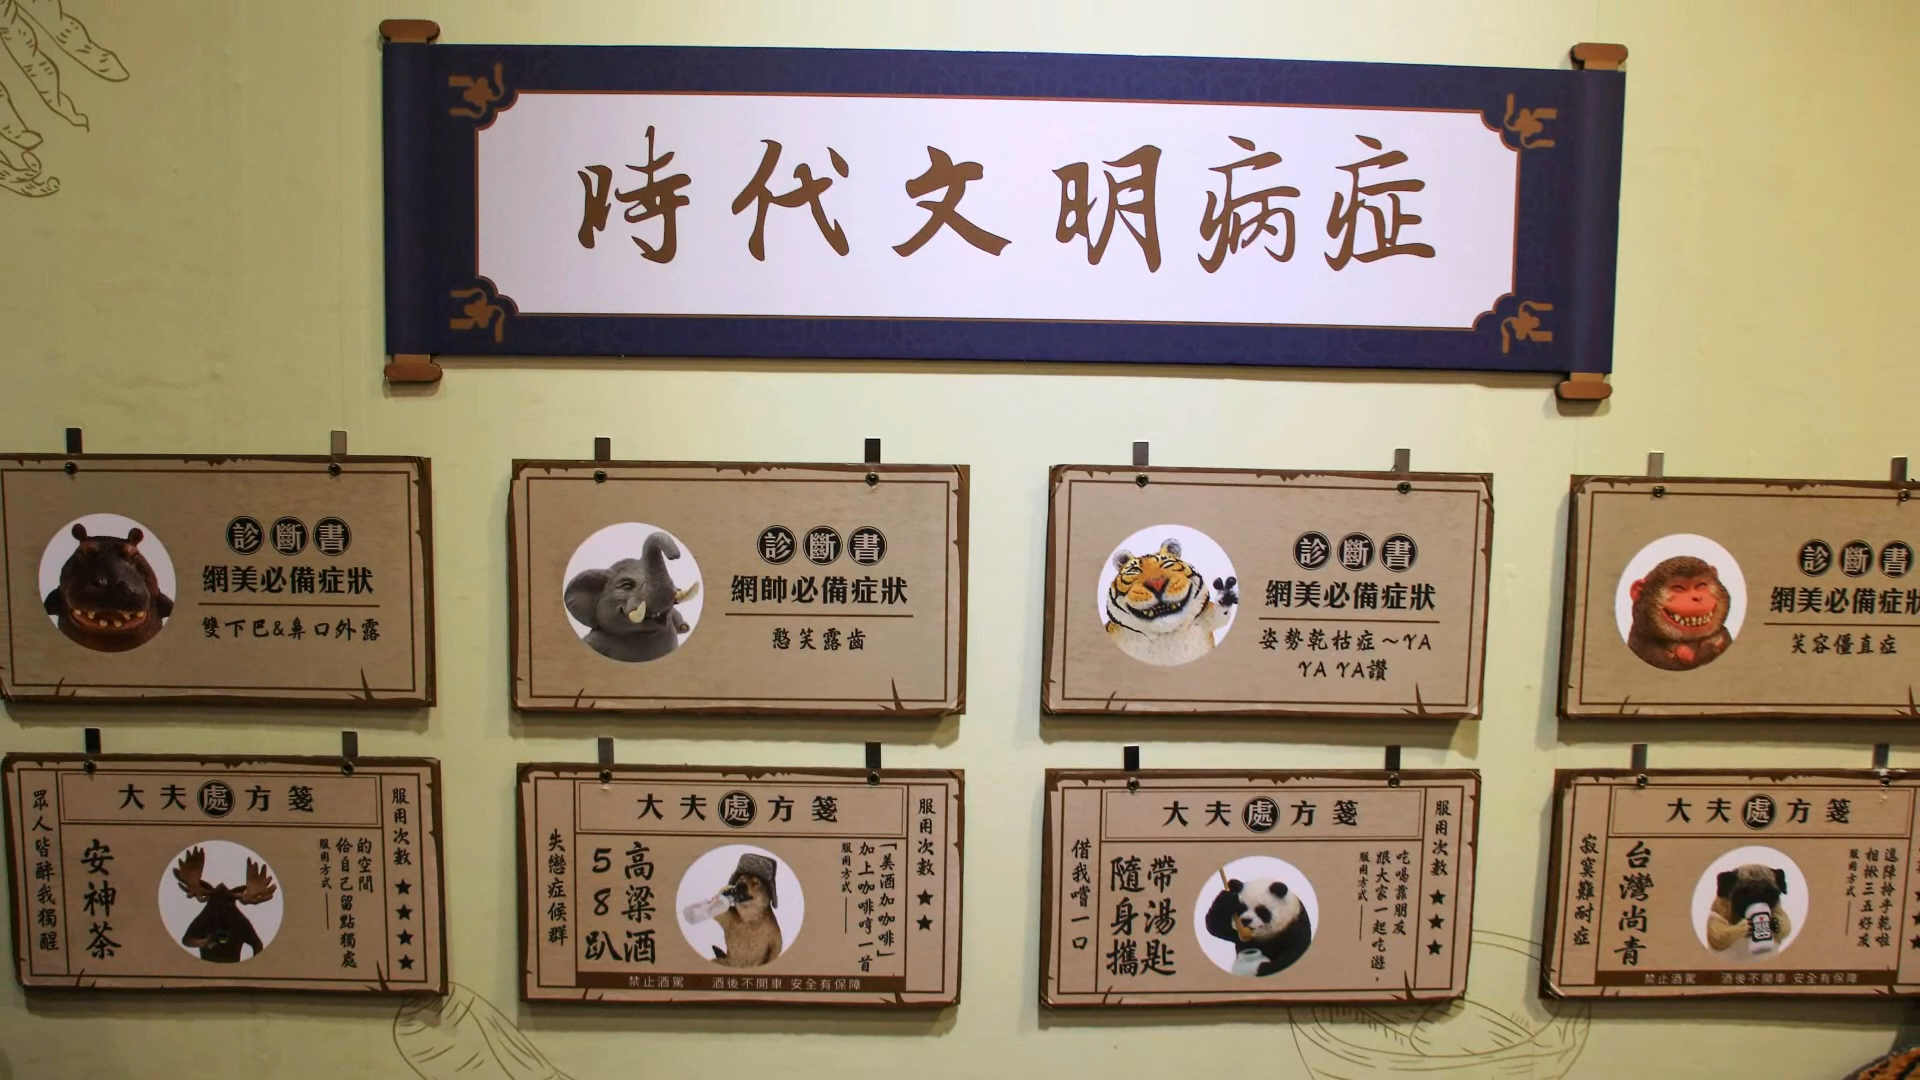 時代文明病症
診斷書
網美必備症狀
雙下巴&鼻口外露
診斷書
網帥必備症狀
憨笑露齒
診斷書
網美必備症狀
姿勢乾枯症~YA
YA YA讚
診斷書
網美必備症狀
笑容僵直症
大夫處方箋
服用次數★★★★
服用方式——
給自己留點獨處
的空間
安神茶
眾人皆醉我獨醒
大夫處方箋
服用次數★★
服用方式——
「美酒加咖啡」
加上咖啡哼一首
高粱酒
58趴
失戀症候群
禁止酒駕 酒後不開車 安全有保障
大夫處方箋
服用次數★★★
服用方式——
吃喝靠朋友
跟大家一起吃遊,
帶湯匙
隨身攜
借我嚐一口
大夫處方箋
服用方式——
相揪三五好友
台灣尚青
寂寞難耐症
禁止酒駕 酒後不開車 安全有保障